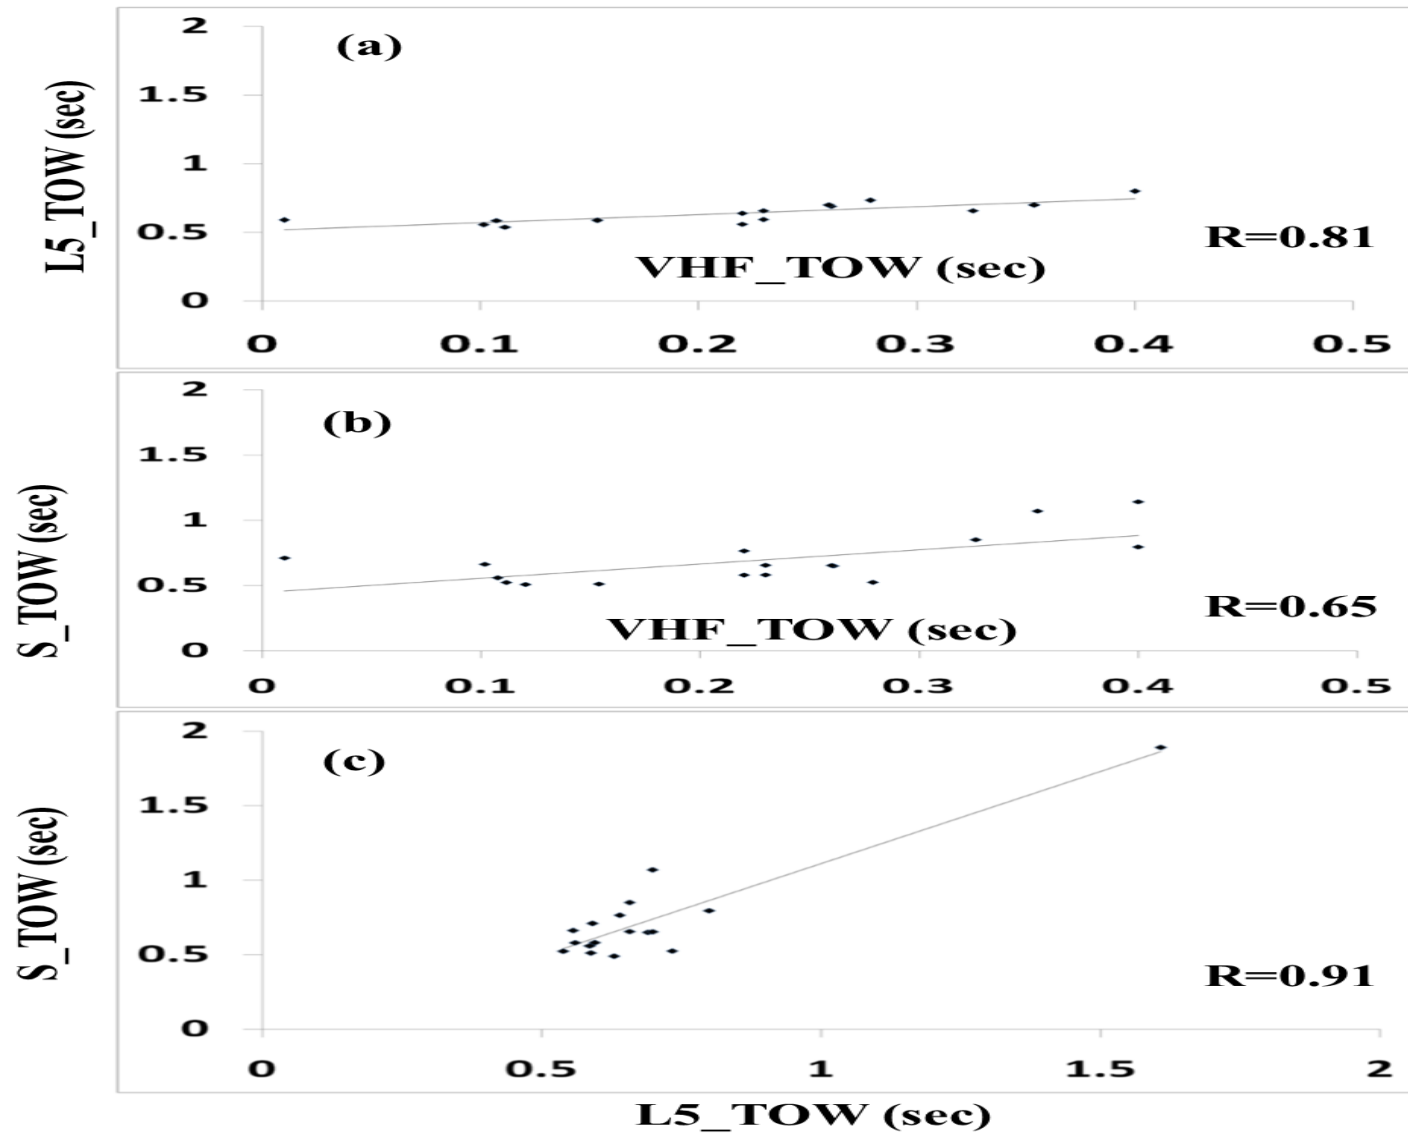 2
(a)
1.5
1
0.5
0
L5_TOW (sec)
R=0.81
VHF_TOW (sec)
0 0.1 0.2 0.3 0.4 0.5
2
(b)
1.5
1
0.5
0
S_TOW (sec)
R=0.65
VHF_TOW (sec)
0 0.1 0.2 0.3 0.4 0.5
2
(c)
1.5
1
0.5
0
S_TOW (sec)
R=0.91
0 0.5 1 1.5 2
L5_TOW (sec)